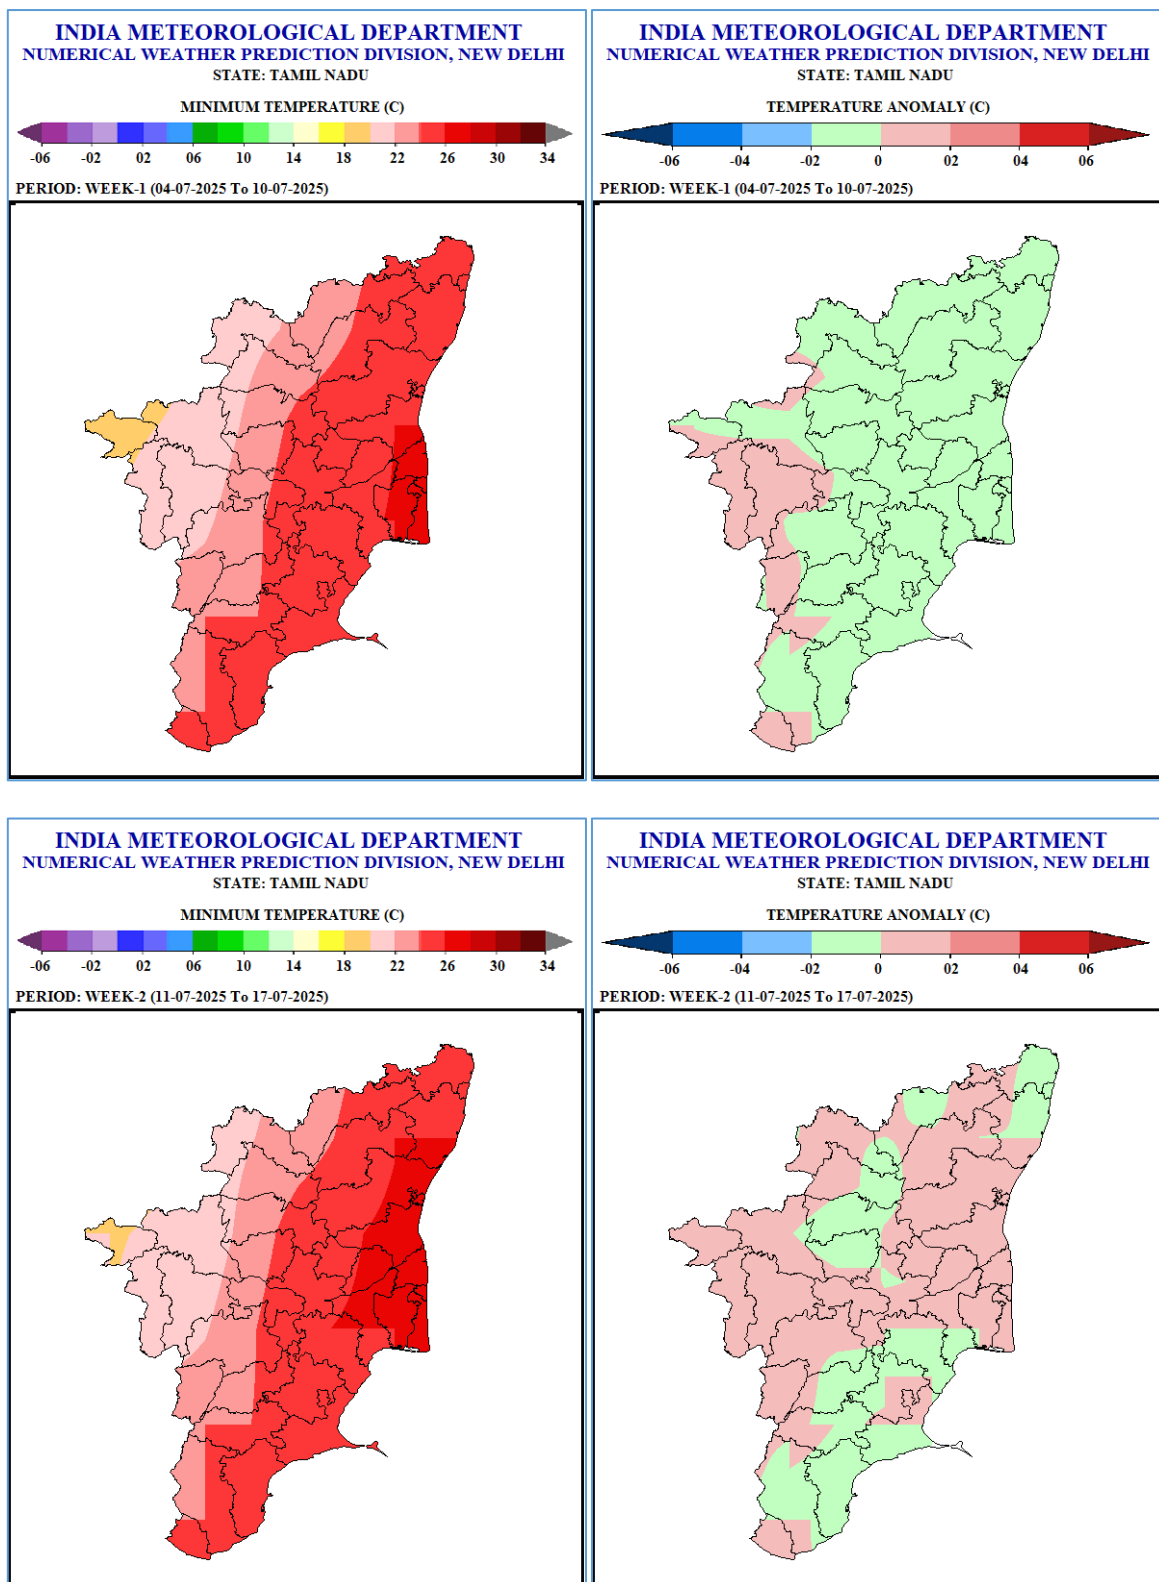 INDIA METEOROLOGICAL DEPARTMENT
NUMERICAL WEATHER PREDICTION DIVISION, NEW DELHI
STATE: TAMIL NADU
MINIMUM TEMPERATURE (C)
-06 -02 02 06 10 14 18 22 26 30 34
PERIOD: WEEK-1 (04-07-2025 To 10-07-2025)
INDIA METEOROLOGICAL DEPARTMENT
NUMERICAL WEATHER PREDICTION DIVISION, NEW DELHI
STATE: TAMIL NADU
TEMPERATURE ANOMALY (C)
-06 -04 -02 0 02 04 06
PERIOD: WEEK-1 (04-07-2025 To 10-07-2025)
INDIA METEOROLOGICAL DEPARTMENT
NUMERICAL WEATHER PREDICTION DIVISION, NEW DELHI
STATE: TAMIL NADU
MINIMUM TEMPERATURE (C)
-06 -02 02 06 10 14 18 22 26 30 34
PERIOD: WEEK-2 (11-07-2025 To 17-07-2025)
INDIA METEOROLOGICAL DEPARTMENT
NUMERICAL WEATHER PREDICTION DIVISION, NEW DELHI
STATE: TAMIL NADU
TEMPERATURE ANOMALY (C)
-06 -04 -02 0 02 04 06
PERIOD: WEEK-2 (11-07-2025 To 17-07-2025)